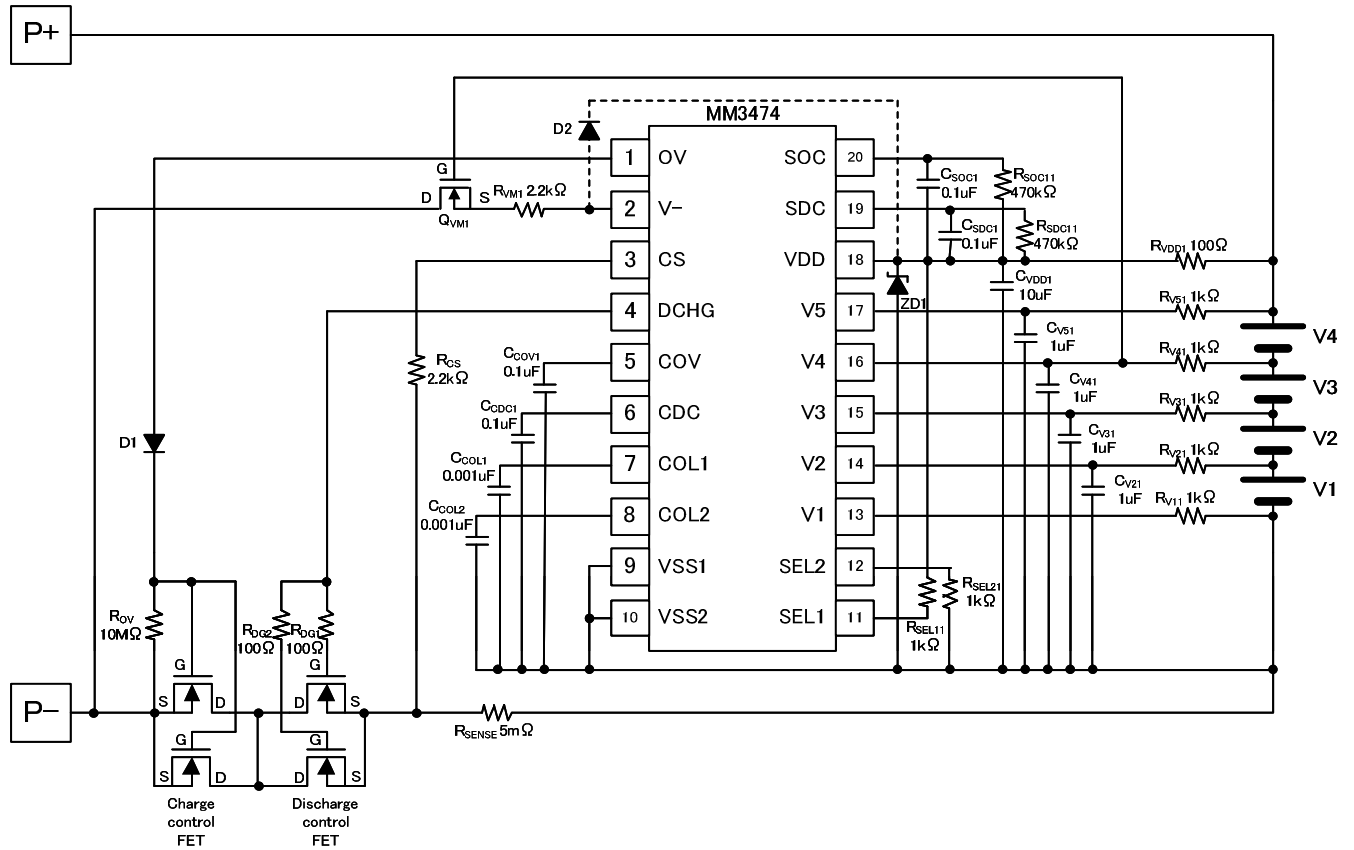 P+
MM3474
D2
1 OV SOC 20
2 V- SDC 19
3 CS VDD 18
4 DCHG V5 17
5 COV V4 16
6 CDC V3 15
7 COL1 V2 14
8 COL2 V1 13
9 VSS1 SEL2 12
10 VSS2 SEL1 11
G
D S
QVM1
RVM1 2.2kΩ
CSOC1
0.1uF
RSOC11
470kΩ
CSDC1
0.1uF
RSDC11
470kΩ
RVDD1 100Ω
CVDD1
10uF
ZD1
RV51 1kΩ
CV51
1uF
V4
RV41 1kΩ
CV41
1uF
V3
RV31 1kΩ
CV31
1uF
V2
RV21 1kΩ
CV21
1uF
V1
RV11 1kΩ
RCS
2.2kΩ
CCOV1
0.1uF
CCDC1
0.1uF
CCOL1
0.001uF
CCOL2
0.001uF
D1
RSEL21
1kΩ
RSEL11
1kΩ
ROV
10MΩ
RDG2
100Ω
RDG1
100Ω
G G
S D D S
P-
RSENSE 5mΩ
G G
S D D S
Charge
control
FET
Discharge
control
FET